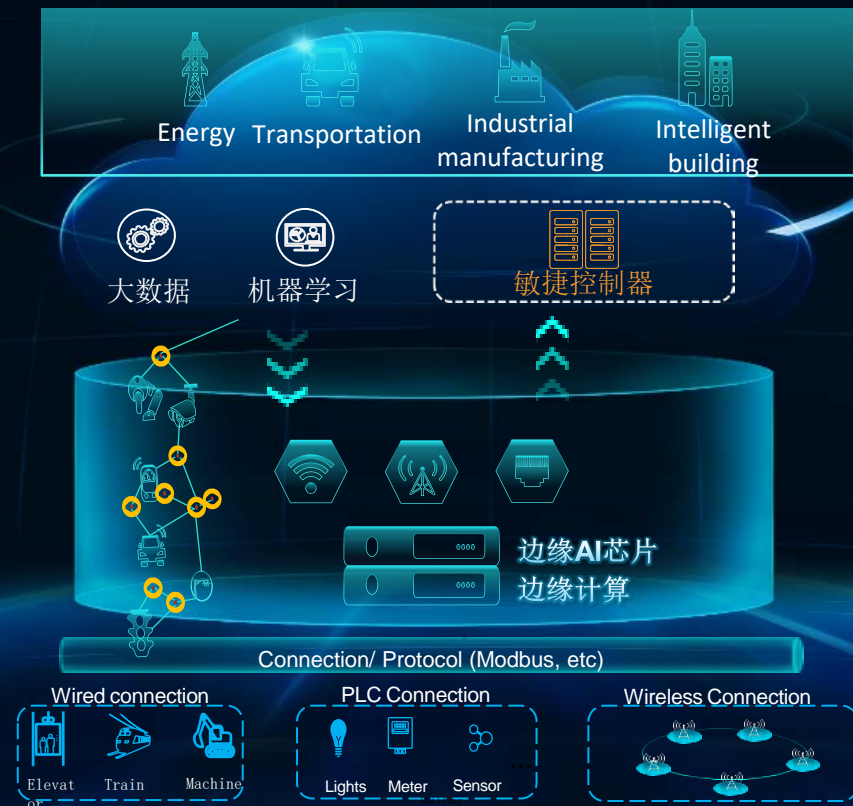 Energy
Transportation
Industrial
manufacturing
Intelligent
building
大数据
机器学习
敏捷控制器
边缘AI芯片
边缘计算
Connection/ Protocol (Modbus, etc)
Wired connection
PLC Connection
Wireless Connection
Elevat
or
Train
Machine
Lights
Meter
Sensor
...